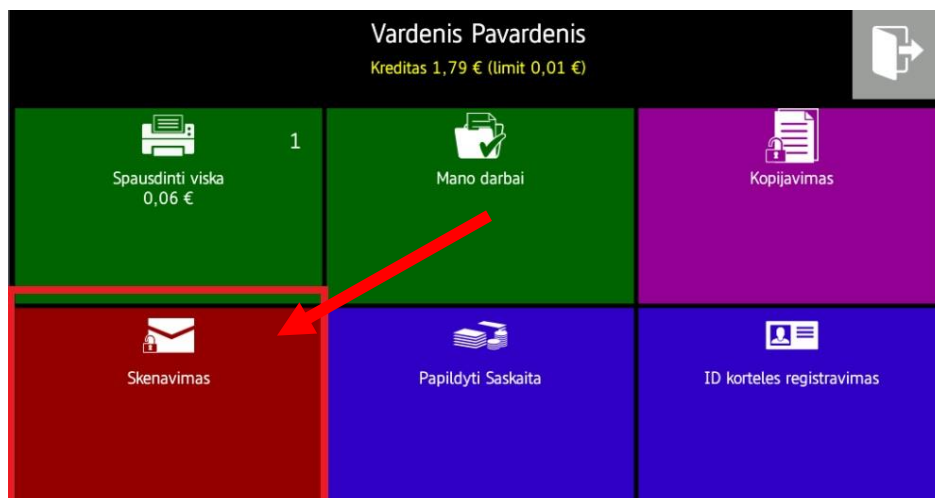 Vardenis Pavardenis
Kreditas 1,79 € (limit 0,01 €)
1
Spausdinti viska
0,06 €
Mano darbai
Kopijavimas
Skenavimas
Papildyti Saskaita
ID korteles registravimas